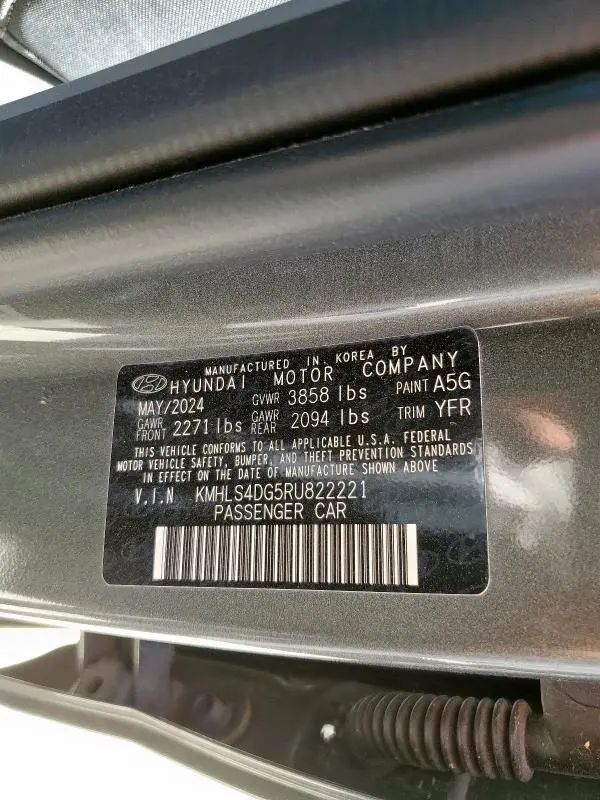 MANUFACTURED IN KOREA BY
HYUNDAI MOTOR COMPANY
MAY/2024 GVWR 3858 lbs PAINT A5G
GAWR FRONT 2271 lbs GAWR REAR 2094 lbs TRIM YFR
THIS VEHICLE CONFORMS TO ALL APPLICABLE U.S.A. FEDERAL
MOTOR VEHICLE SAFETY, BUMPER, AND THEFT PREVENTION STANDARDS
IN EFFECT ON THE DATE OF MANUFACTURE SHOWN ABOVE
V.I.N KMHLS4DG5RU822221
PASSENGER CAR